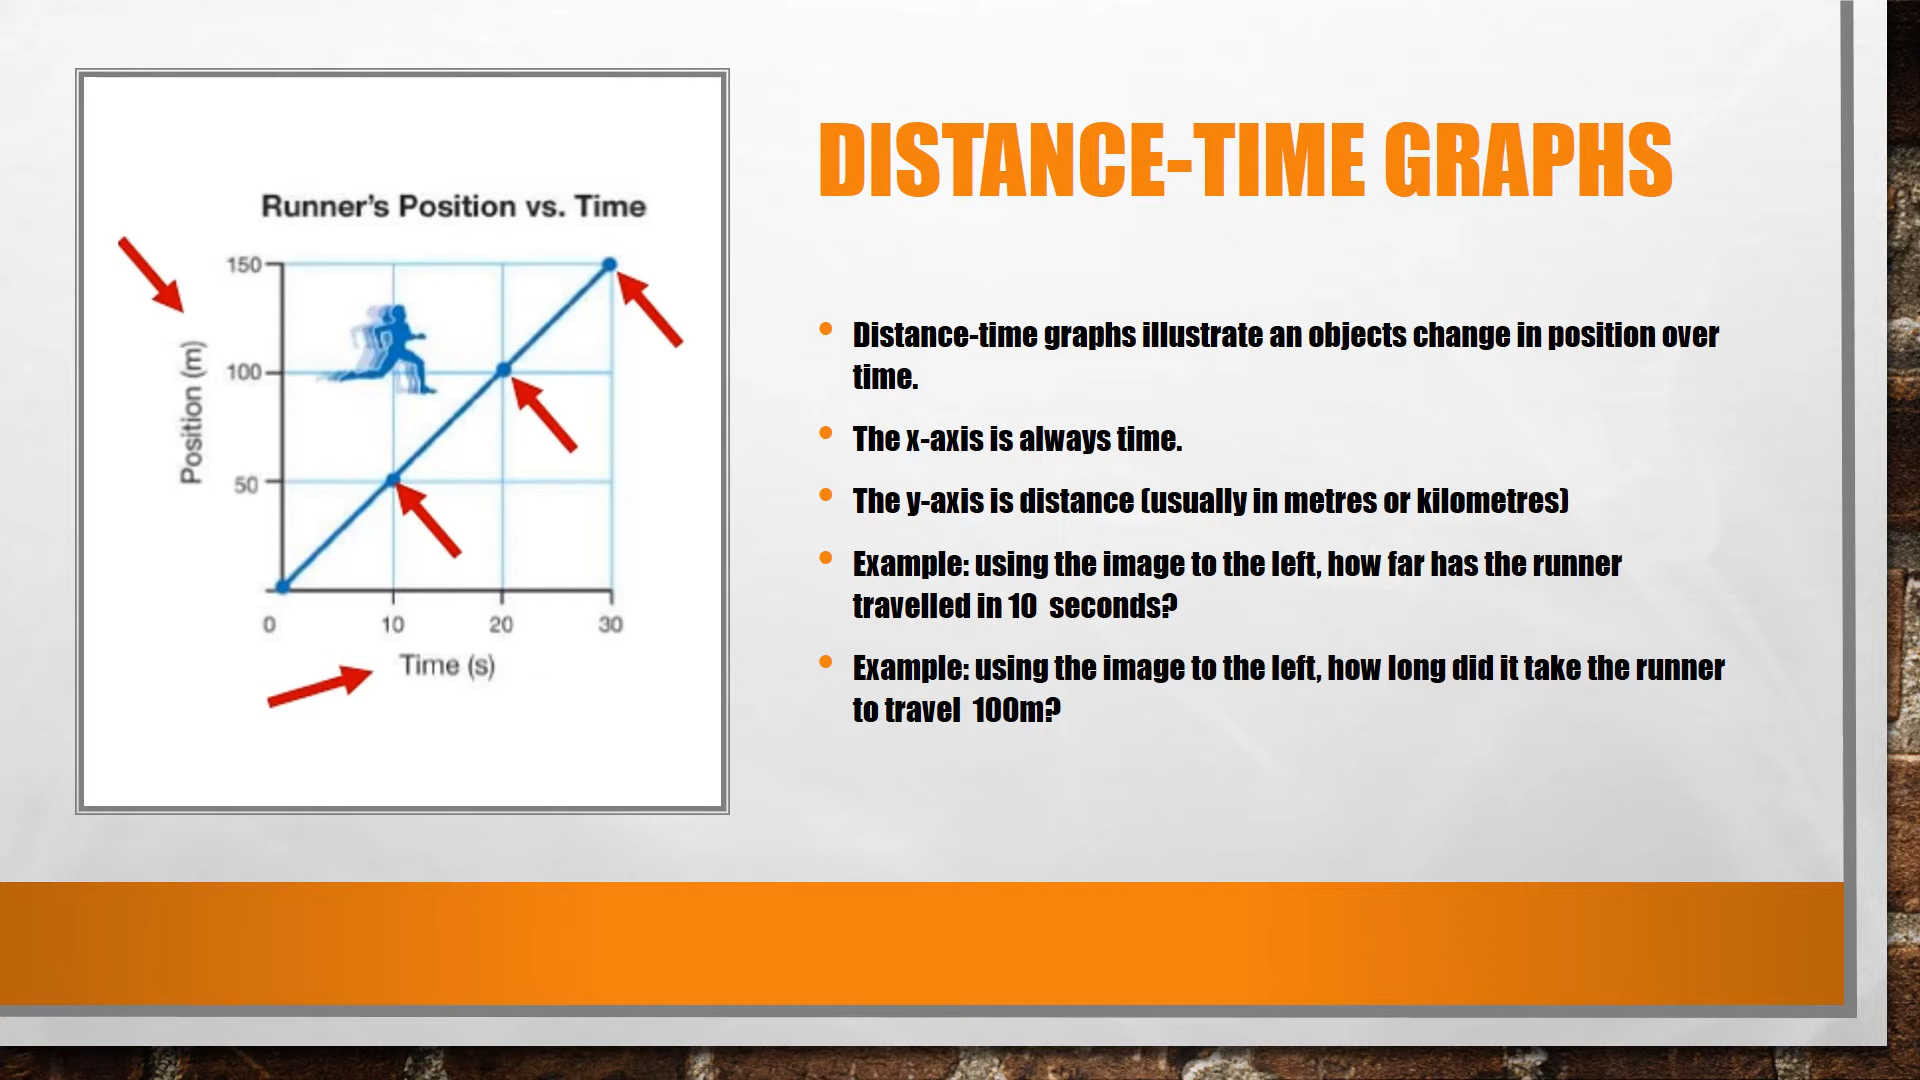 Runner's Position vs. Time
150
100
50
Position (m)
0 10 20 30
Time (s)
DISTANCE-TIME GRAPHS
• Distance-time graphs illustrate an objects change in position over
time.
• The x-axis is always time.
• The y-axis is distance (usually in metres or kilometres)
• Example: using the image to the left, how far has the runner
travelled in 10  seconds?
• Example: using the image to the left, how long did it take the runner
to travel  100m?